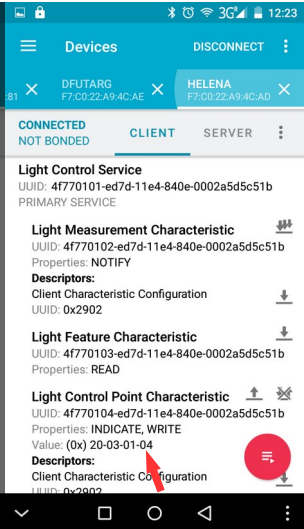 3G 12:23
Devices DISCONNECT
:81 DFUTARG HELENA
F7:C0:22:A9:4C:AE F7:C0:22:A9:4C:AD
CONNECTED
NOT BONDED CLIENT SERVER
Light Control Service
UUID: 4f770101-ed7d-11e4-840e-0002a5d5c51b
PRIMARY SERVICE
Light Measurement Characteristic
UUID: 4f770102-ed7d-11e4-840e-0002a5d5c51b
Properties: NOTIFY
Descriptors:
Client Characteristic Configuration
UUID: 0x2902
Light Feature Characteristic
UUID: 4f770103-ed7d-11e4-840e-0002a5d5c51b
Properties: READ
Light Control Point Characteristic
UUID: 4f770104-ed7d-11e4-840e-0002a5d5c51b
Properties: INDICATE, WRITE
Value: (0x) 20-03-01-04
Descriptors:
Client Characteristic Configuration
UUID: 0x2902